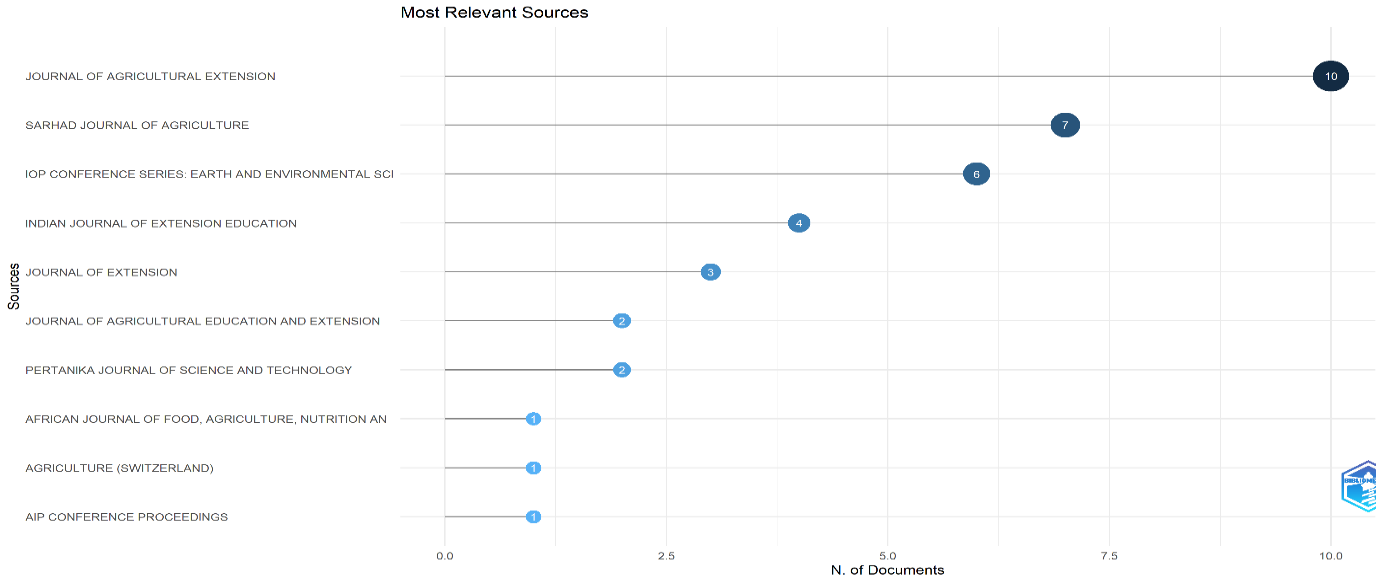 Most Relevant Sources
JOURNAL OF AGRICULTURAL EXTENSION
10
SARHAD JOURNAL OF AGRICULTURE
7
IOP CONFERENCE SERIES: EARTH AND ENVIRONMENTAL SCI
6
INDIAN JOURNAL OF EXTENSION EDUCATION
4
JOURNAL OF EXTENSION
3
Sources
JOURNAL OF AGRICULTURAL EDUCATION AND EXTENSION
2
PERTANIKA JOURNAL OF SCIENCE AND TECHNOLOGY
2
AFRICAN JOURNAL OF FOOD, AGRICULTURE, NUTRITION AN
1
AGRICULTURE (SWITZERLAND)
1
AIP CONFERENCE PROCEEDINGS
1
0.0 2.5 5.0 7.5 10.0
N. of Documents